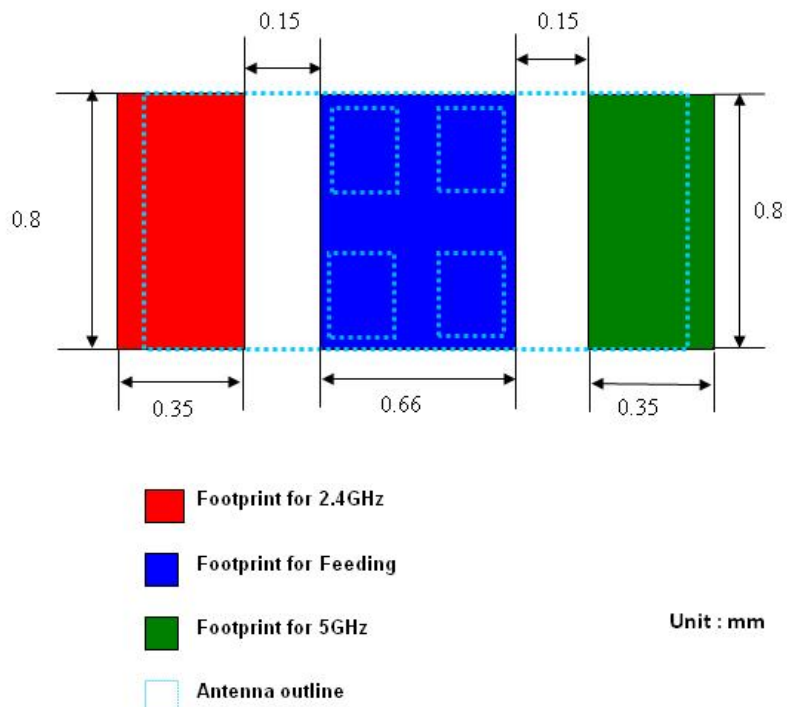 0.15
0.15
0.8
0.8
0.35
0.66
0.35
Footprint for 2.4GHz
Footprint for Feeding
Footprint for 5GHz
Unit : mm
Antenna outline